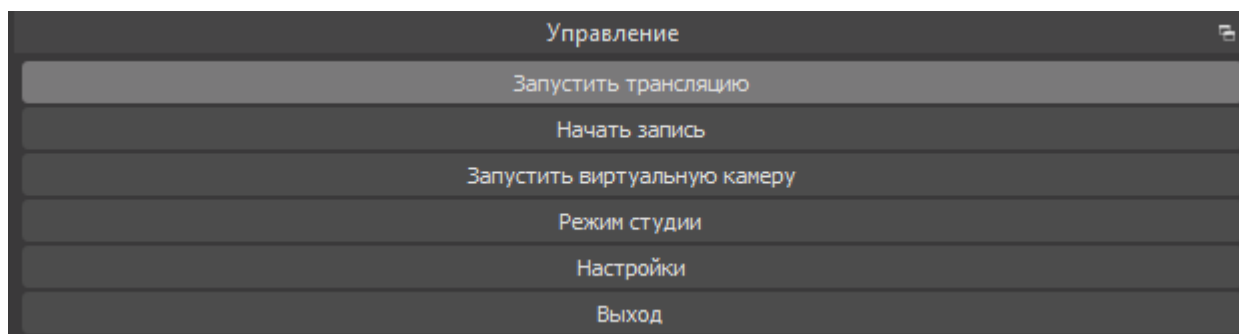 Управление
Запустить трансляцию
Начать запись
Запустить виртуальную камеру
Режим студии
Настройки
Выход